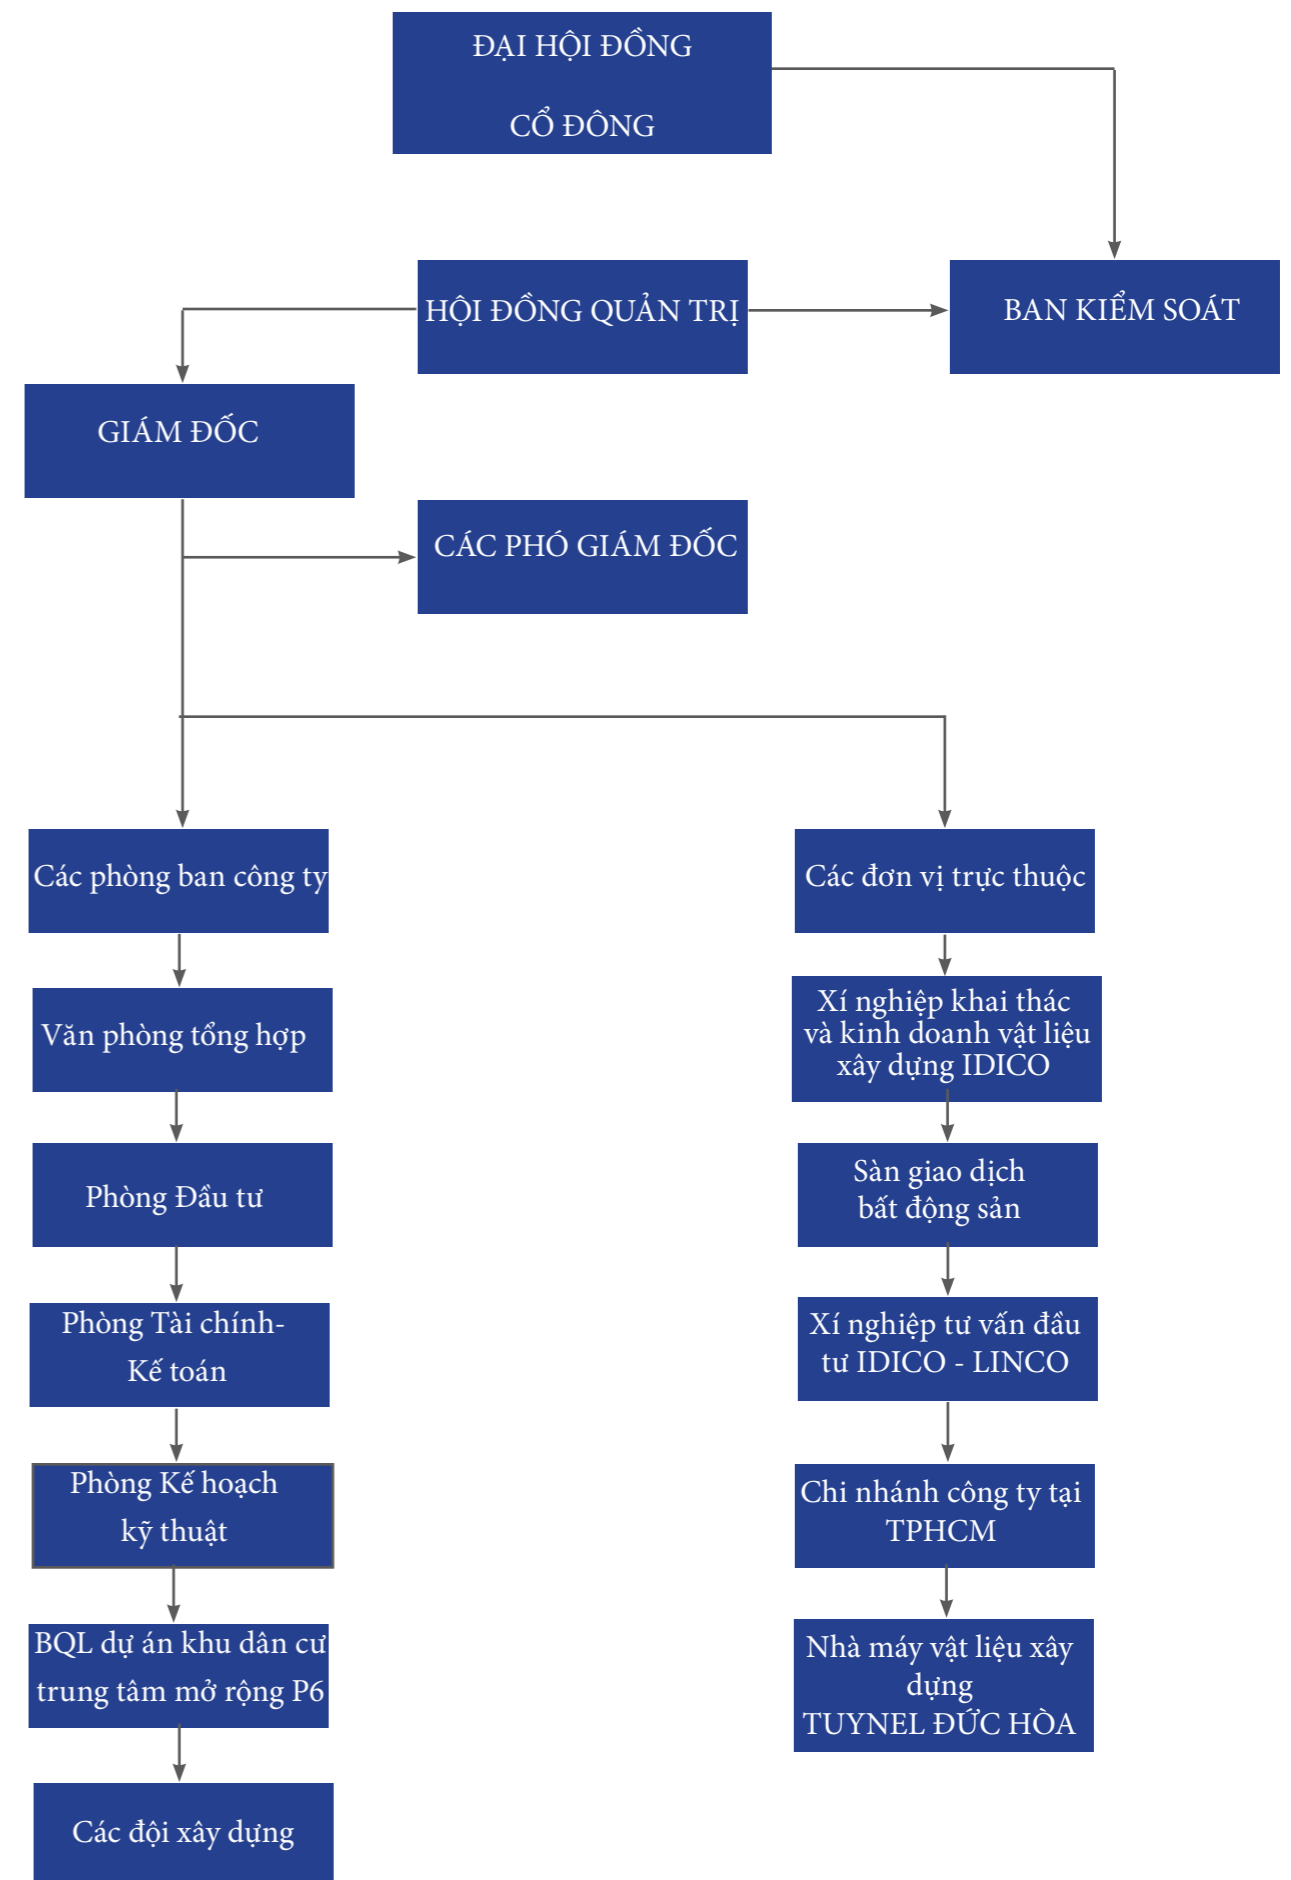 ĐẠI HỘI ĐỒNG
CỔ ĐÔNG
HỘI ĐỒNG QUẢN TRỊ
BAN KIỂM SOÁT
GIÁM ĐỐC
CÁC PHÓ GIÁM ĐỐC
Các phòng ban công ty
Văn phòng tổng hợp
Phòng Đầu tư
Phòng Tài chính-
Kế toán
Phòng Kế hoạch
kỹ thuật
BQL dự án khu dân cư
trung tâm mở rộng P6
Các đội xây dựng
Các đơn vị trực thuộc
Xí nghiệp khai thác
và kinh doanh vật liệu
xây dựng IDICO
Sàn giao dịch
bất động sản
Xí nghiệp tư vấn đầu
tư IDICO - LINCO
Chi nhánh công ty tại
TPHCM
Nhà máy vật liệu xây
dựng
TUYNEL ĐỨC HÒA